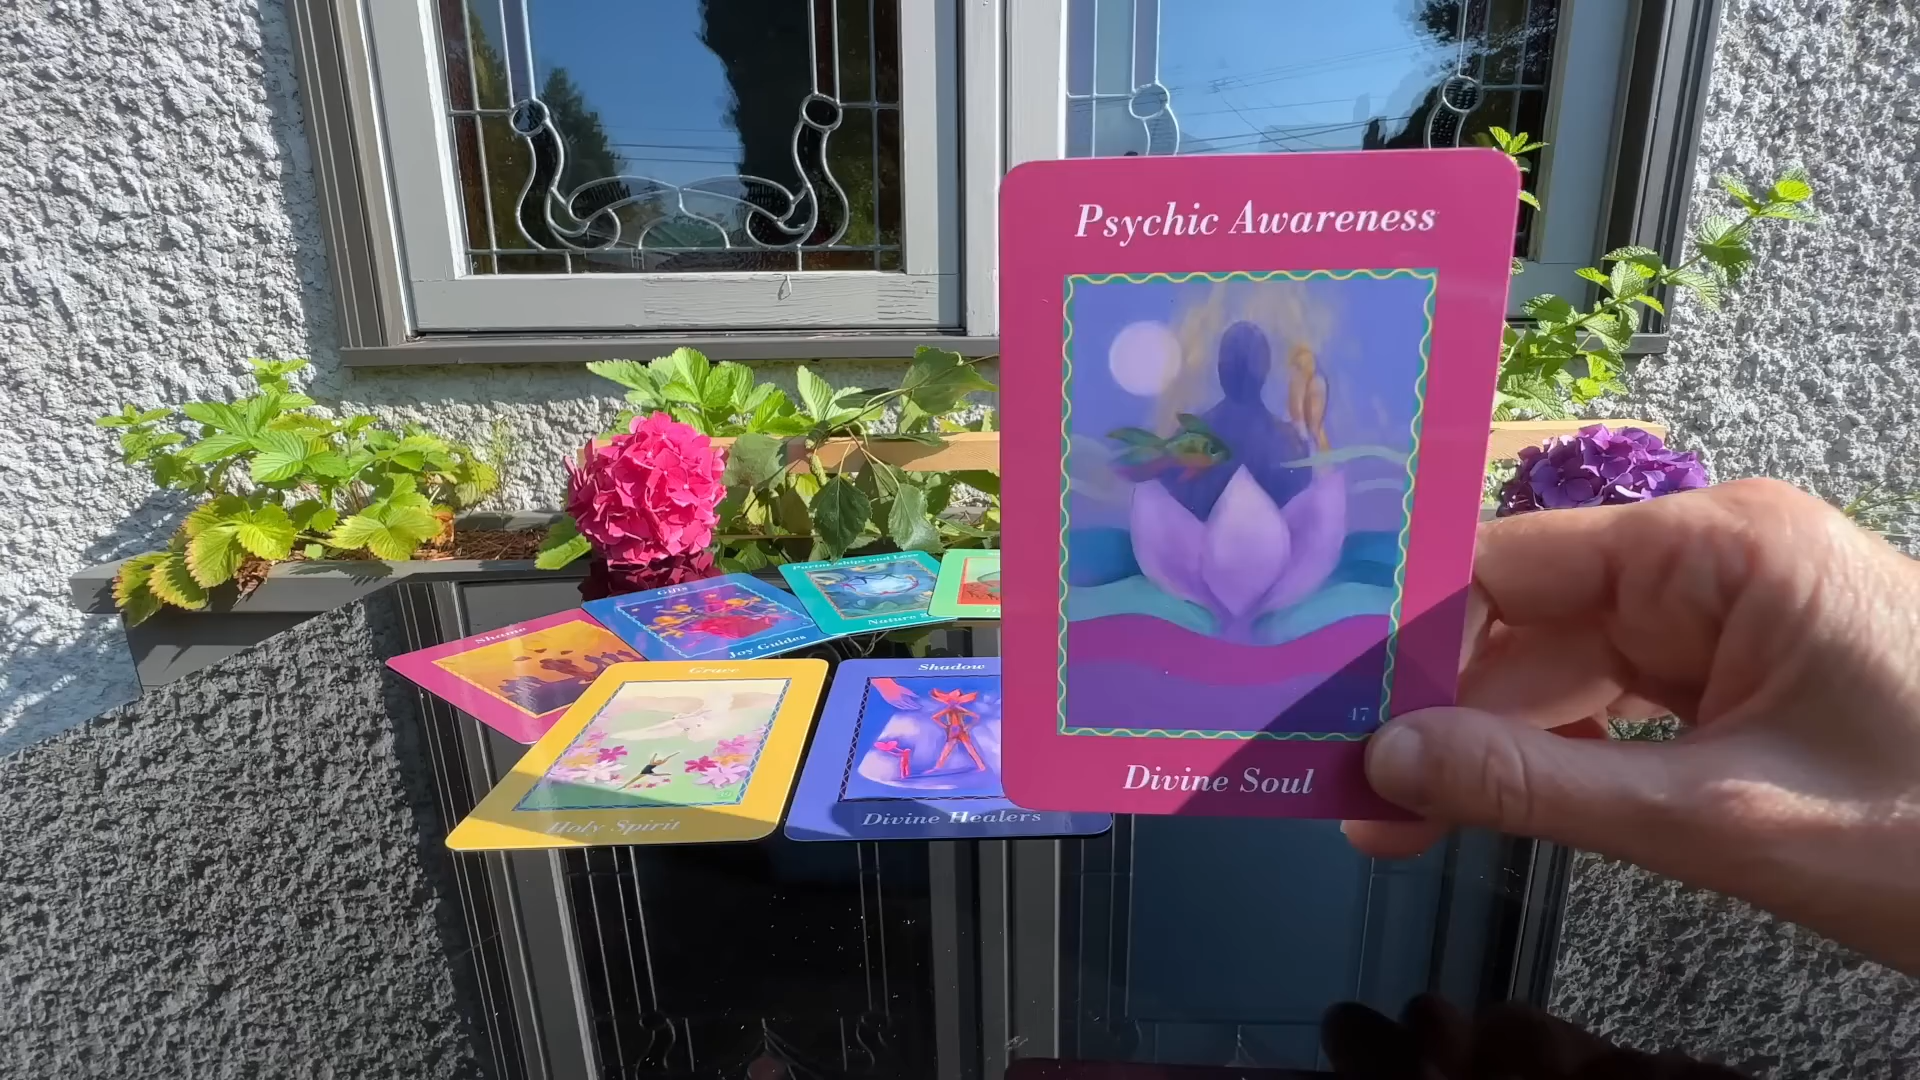 Psychic Awareness
47
Divine Soul
Shame
Gifts
Joy Guides
Partnerships and Love
Nature
Grace
Holy Spirit
Shadow
Divine Healers